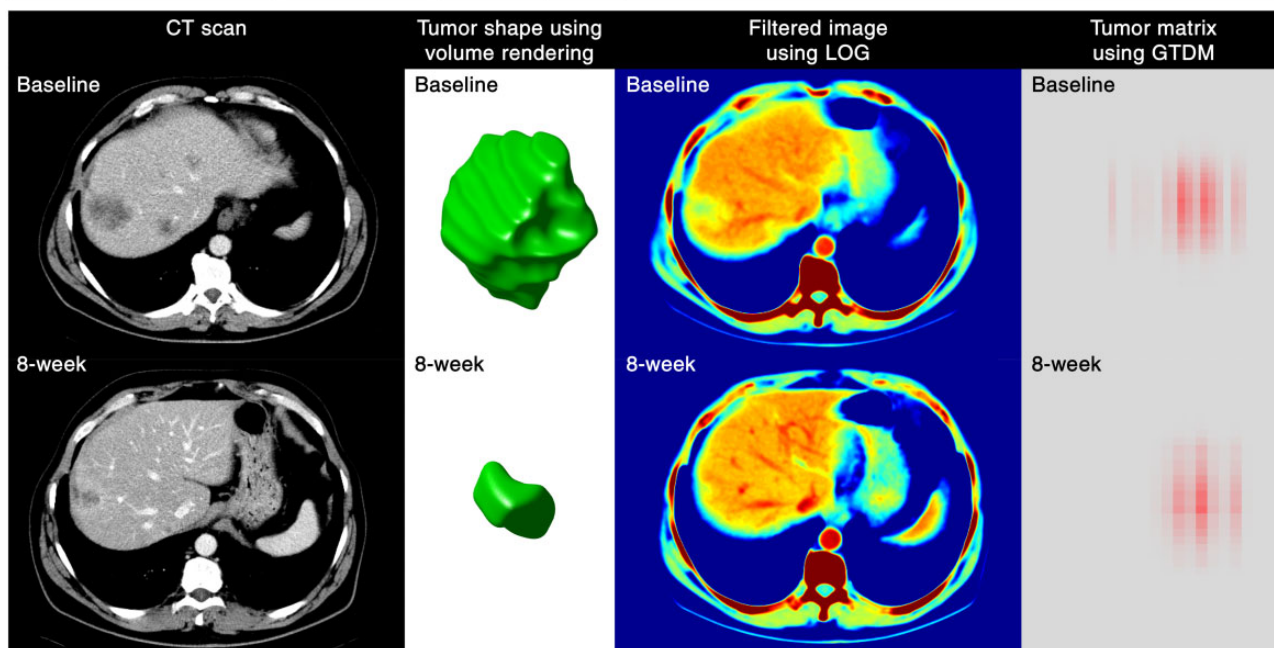 CT scan
Tumor shape using
volume rendering
Filtered image
using LOG
Tumor matrix
using GTDM
Baseline
Baseline
Baseline
Baseline
8-week
8-week
8-week
8-week